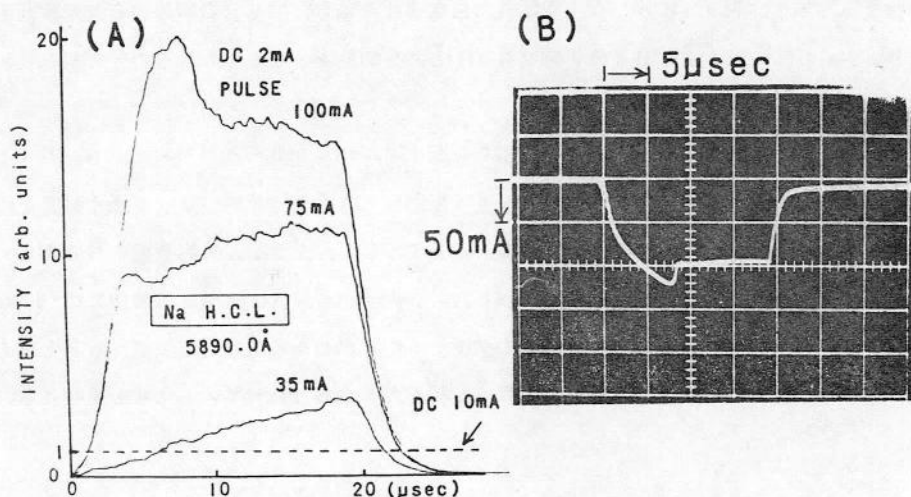 (A)
20
DC 2mA
PULSE
100mA
75mA
10
INTENSITY (arb. units)
Na H.C.L.
5890.0Å
35mA
DC 10mA
1
0
0
10
20
(μsec)
(B)
5μsec
50mA